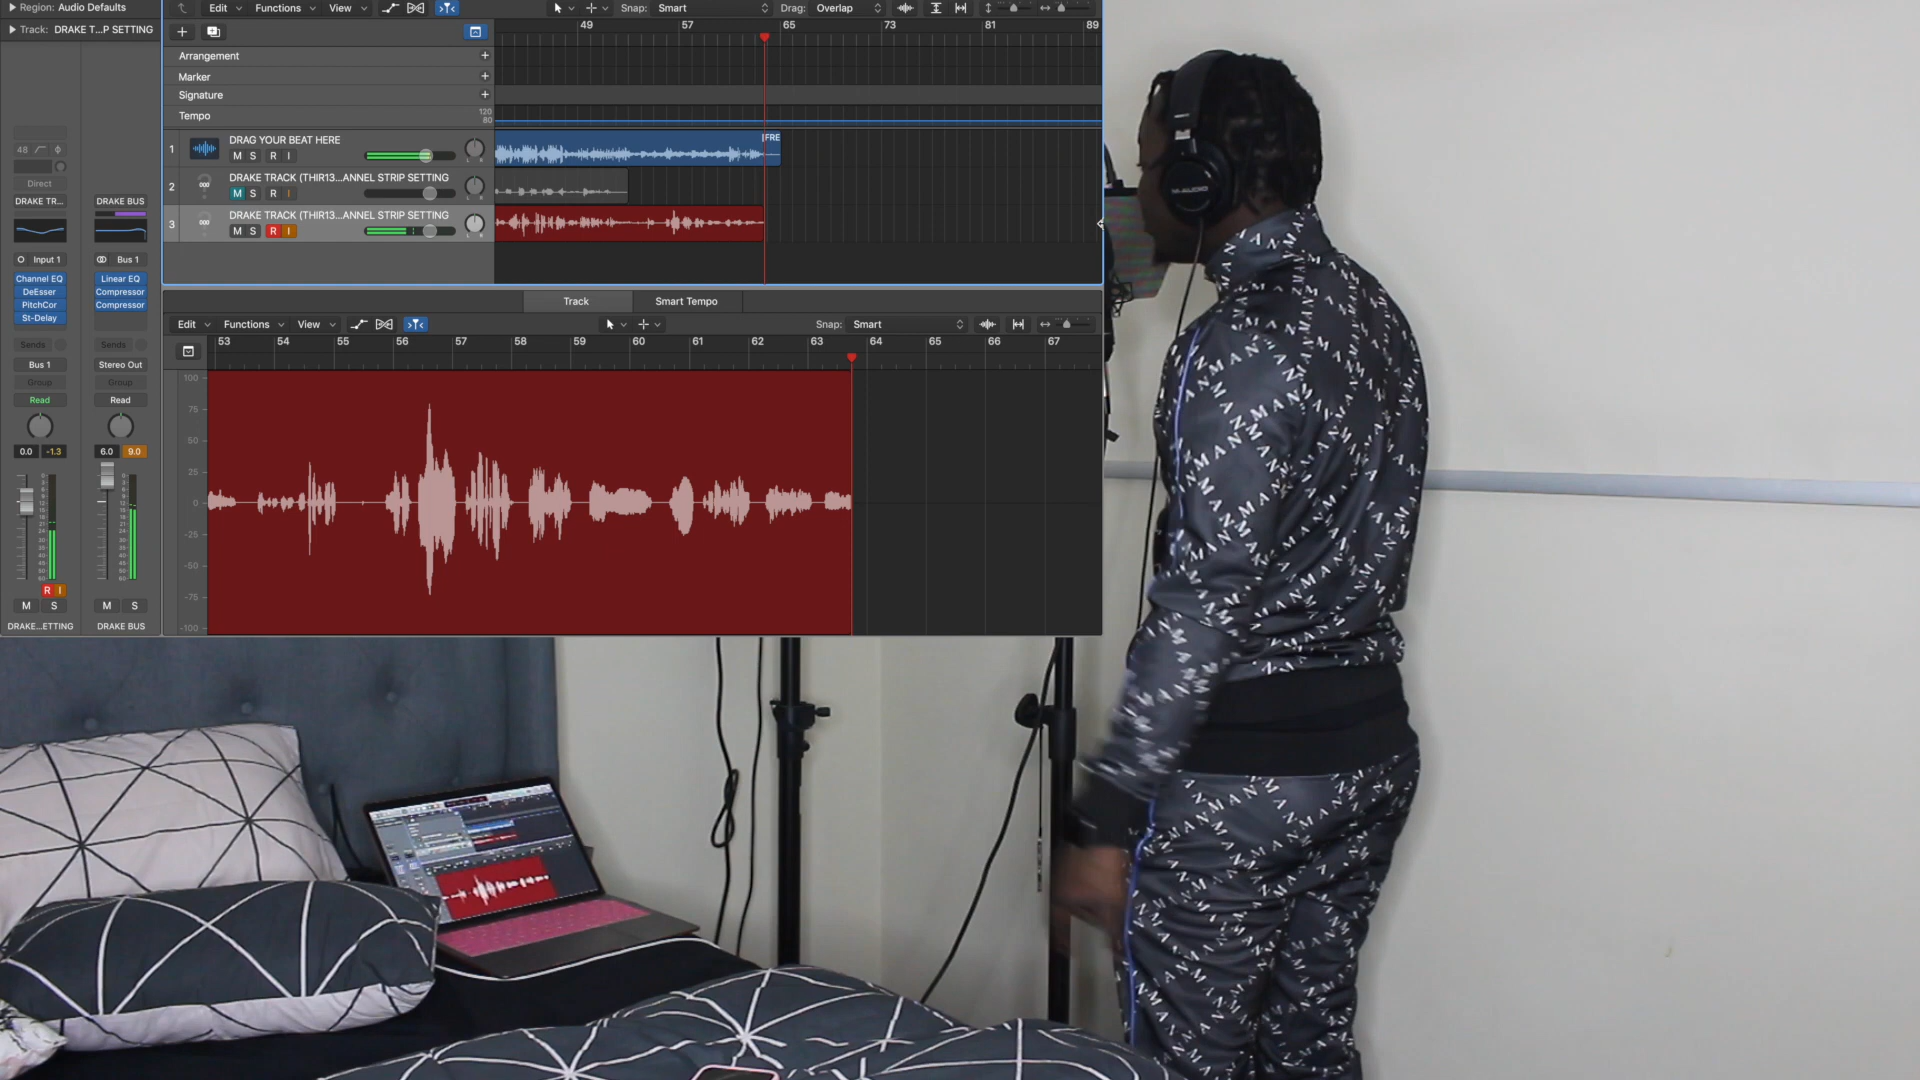 Region: Audio Defaults
Edit Functions View Snap: Smart Drag: Overlap
Track: DRAKE T...P SETTING
49 57 65 73 81 89
Arrangement
Marker
Signature
Tempo 120 80
1 DRAG YOUR BEAT HERE
M S R I
FRE
2 DRAKE TRACK (THIR13...ANNEL STRIP SETTING
M S R I
3 DRAKE TRACK (THIR13...ANNEL STRIP SETTING
M S R I
48
Direct
DRAKE TR... DRAKE BUS
Input 1 Bus 1
Channel EQ Linear EQ
DeEsser Compressor
PitchCor Compressor
St-Delay
Sends Sends
Bus 1 Stereo Out
Group Group
Read Read
0.0 -1.3 6.0 9.0
R I
M S M S
DRAKE...ETTING DRAKE BUS
Track Smart Tempo
Edit Functions View Snap: Smart
53 54 55 56 57 58 59 60 61 62 63 64 65 66 67
100
75
50
25
0
-25
-50
-75
-100
M-AUDIO